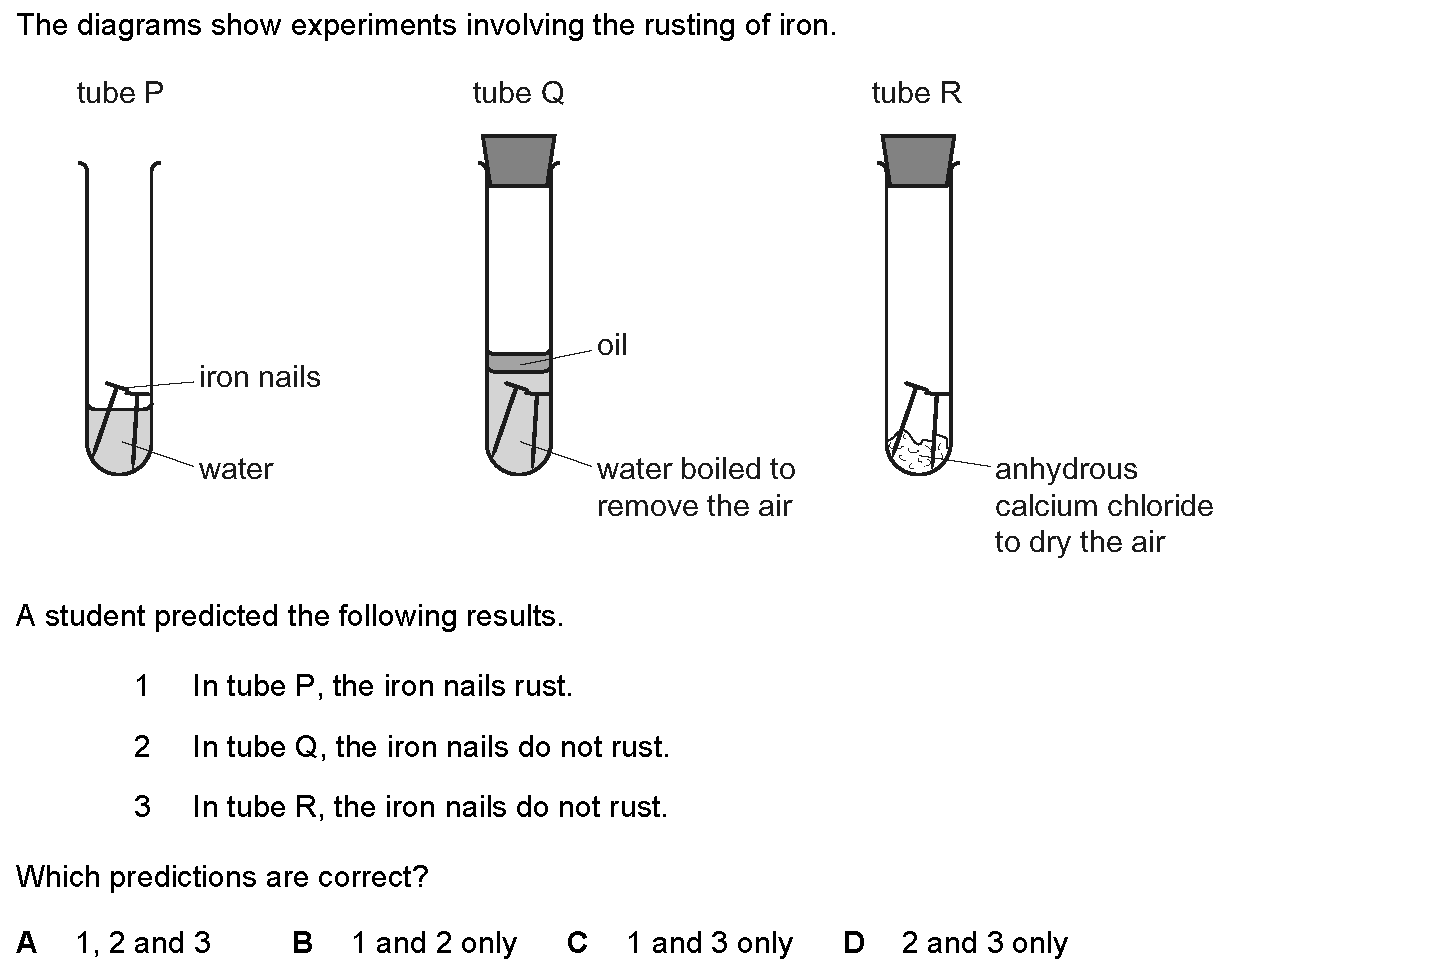 The diagrams show experiments involving the rusting of iron.
tube P
tube Q
tube R
oil
iron nails
water
water boiled to
remove the air
anhydrous
calcium chloride
to dry the air
A student predicted the following results.
1 In tube P, the iron nails rust.
2 In tube Q, the iron nails do not rust.
3 In tube R, the iron nails do not rust.
Which predictions are correct?
A 1, 2 and 3 B 1 and 2 only C 1 and 3 only D 2 and 3 only